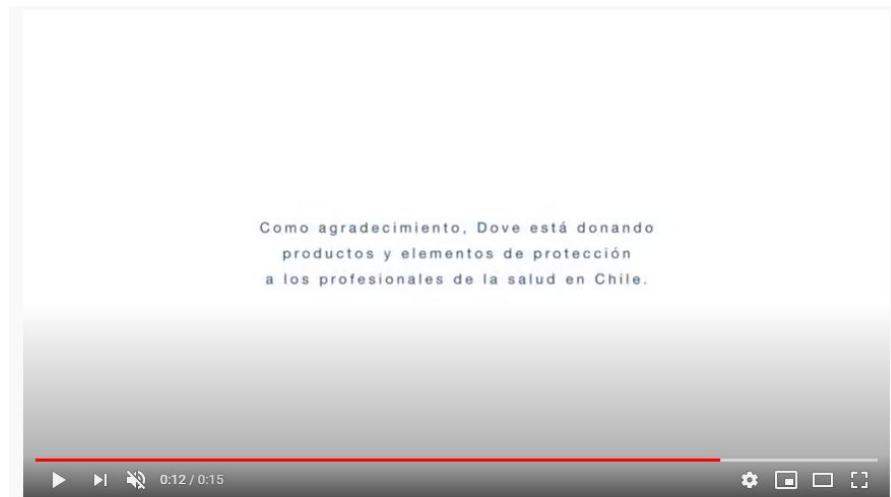 Como agradecimiento, Dove está donando
productos y elementos de protección
a los profesionales de la salud en Chile.
0:12 / 0:15